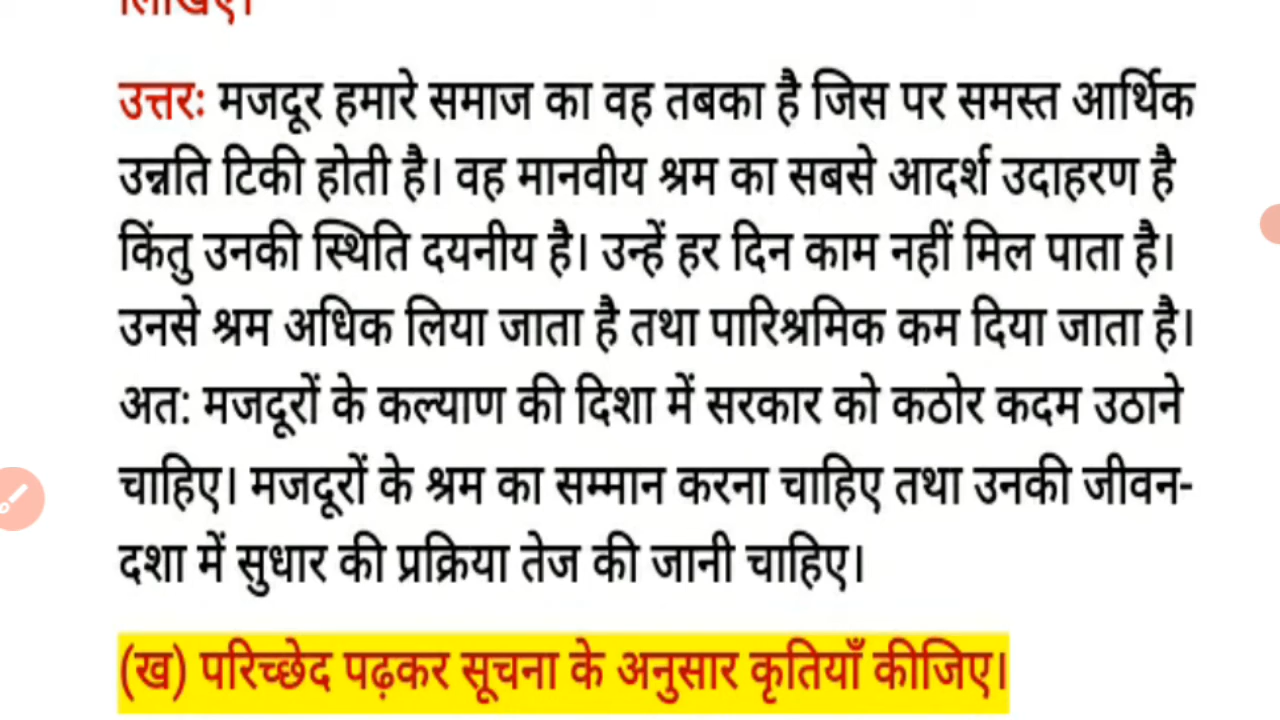 लिखिए।
उत्तरः मजदूर हमारे समाज का वह तबका है जिस पर समस्त आर्थिक
उन्नति टिकी होती है। वह मानवीय श्रम का सबसे आदर्श उदाहरण है
किंतु उनकी स्थिति दयनीय है। उन्हें हर दिन काम नहीं मिल पाता है।
उनसे श्रम अधिक लिया जाता है तथा पारिश्रमिक कम दिया जाता है।
अत: मजदूरों के कल्याण की दिशा में सरकार को कठोर कदम उठाने
चाहिए। मजदूरों के श्रम का सम्मान करना चाहिए तथा उनकी जीवन-
दशा में सुधार की प्रक्रिया तेज की जानी चाहिए।
(ख) परिच्छेद पढ़कर सूचना के अनुसार कृतियाँ कीजिए।